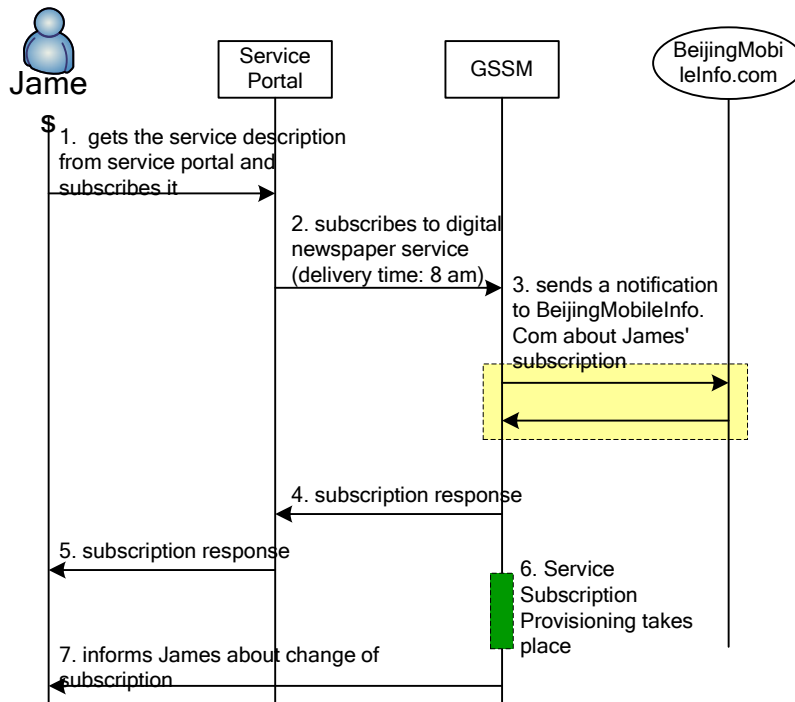 Jame
Service
Portal
GSSM
BeijingMobi
leInfo.com
$
1.  gets the service description
from service portal and
subscribes it
2. subscribes to digital
newspaper service
(delivery time: 8 am)
3. sends a notification
to BeijingMobileInfo.
Com about James'
subscription
4. subscription response
5. subscription response
6. Service
Subscription
Provisioning takes
place
7. informs James about change of
subscription